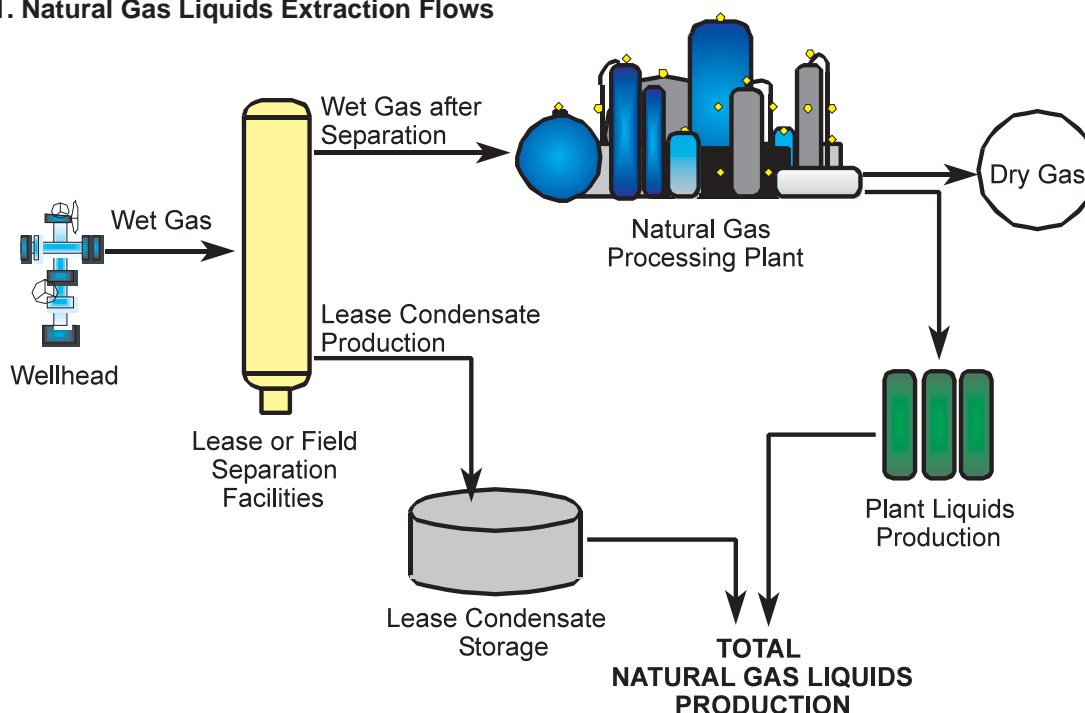 . Natural Gas Liquids Extraction Flows
Wet Gas after
Separation
Dry Gas
Wet Gas
Natural Gas
Processing Plant
Lease Condensate
Production
Wellhead
Lease or Field
Separation
Facilities
Plant Liquids
Production
Lease Condensate
Storage
TOTAL
NATURAL GAS LIQUIDS
PRODUCTION